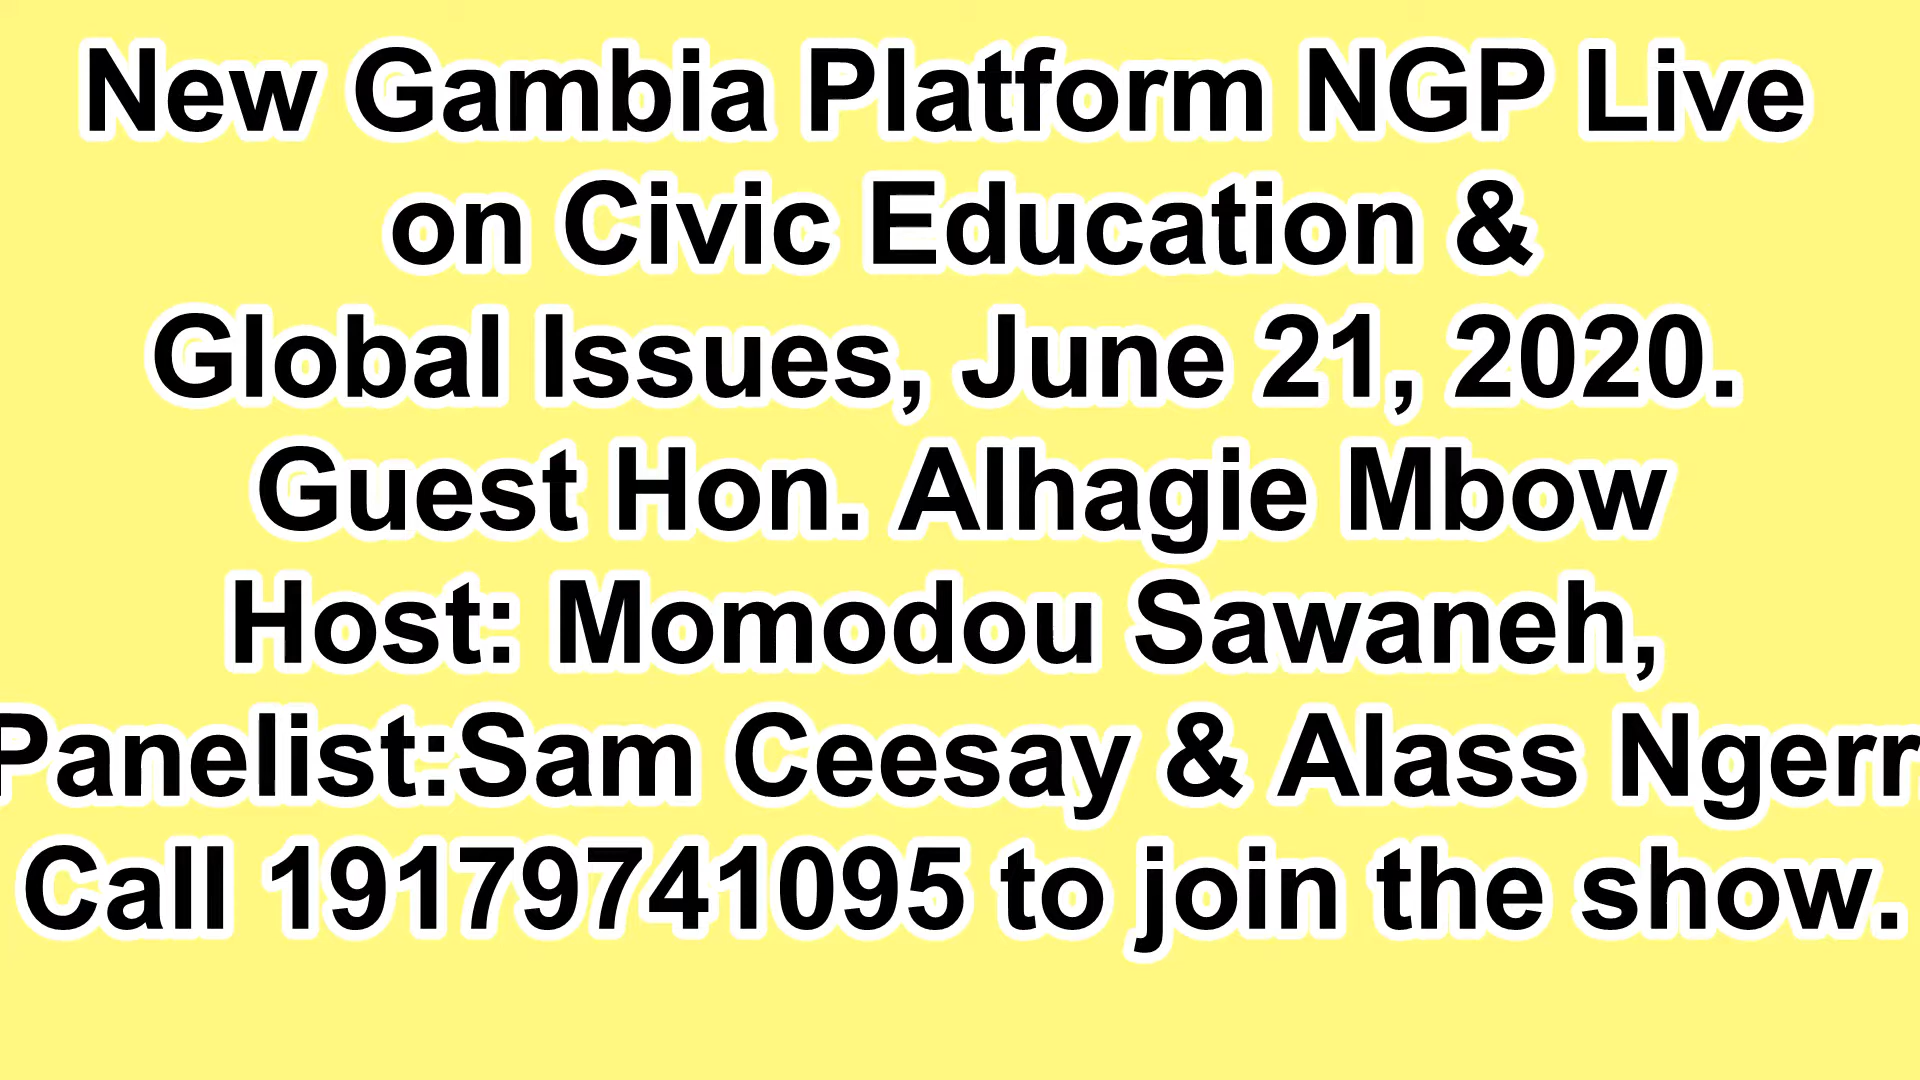 New Gambia Platform NGP Live
on Civic Education &
Global Issues, June 21, 2020.
Guest Hon. Alhagie Mbow
Host: Momodou Sawaneh,
Panelist:Sam Ceesay & Alass Ngerr
Call 19179741095 to join the show.